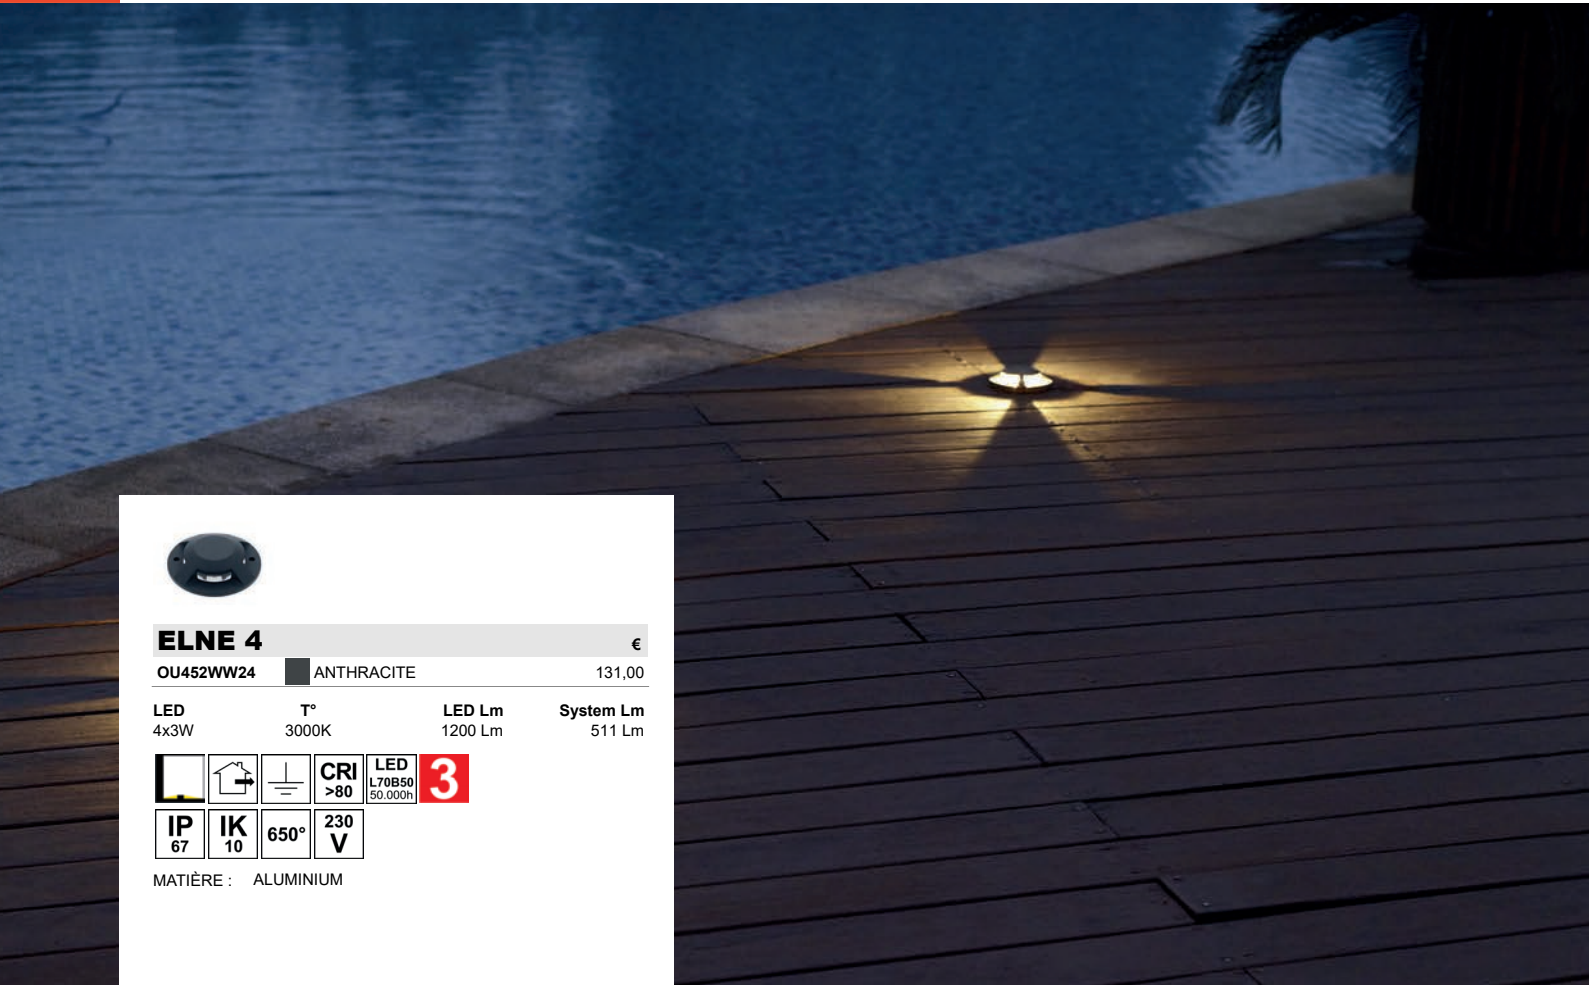 ELNE 4 €
OU452WW24 ANTHRACITE 131,00
LED T° LED Lm System Lm
4x3W 3000K 1200 Lm 511 Lm
CRI >80
LED L70B50 50.000h
3
IP 67
IK 10
650°
230 V
MATIÈRE : ALUMINIUM